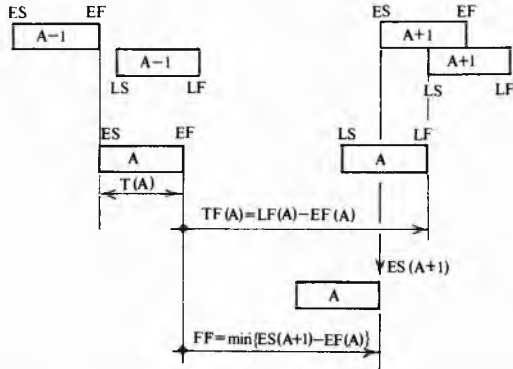 ES EF ES EF
A−1 A+1
A−1 A+1
LS LF LS LF
ES EF LS LF
A A
T(A)
TF(A)=LF(A)−EF(A)
ES(A+1)
A
FF=min{ES(A+1)−EF(A)}